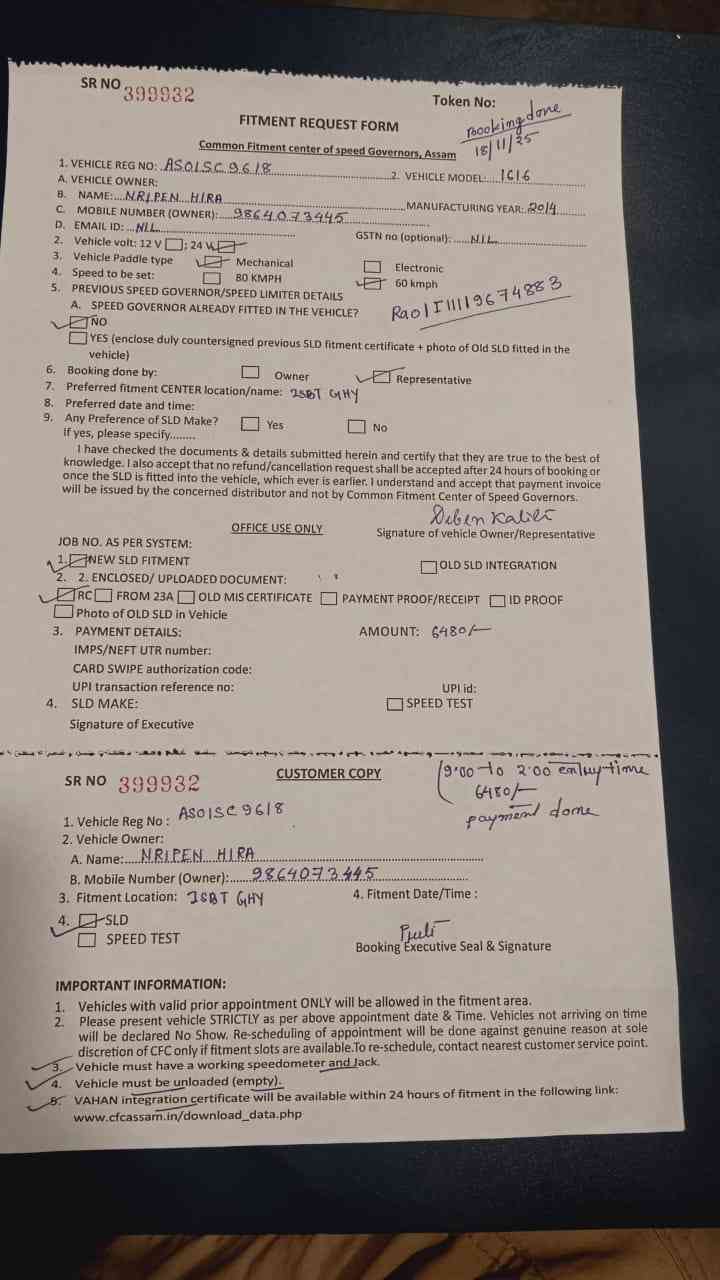 SR NO 399932
Token No:
Booking done
18/11/25
FITMENT REQUEST FORM
Common Fitment center of speed Governors, Assam
1. VEHICLE REG NO: AS01SC9618 2. VEHICLE MODEL: 1616
A. VEHICLE OWNER:
B. NAME: NRIPEN HIRA MANUFACTURING YEAR: 2014
C. MOBILE NUMBER (OWNER): 9864073445
D. EMAIL ID: NIL GSTN no (optional): NIL
2. Vehicle volt: 12 V ; 24 V
3. Vehicle Paddle type Mechanical Electronic
4. Speed to be set: 80 KMPH 60 kmph
5. PREVIOUS SPEED GOVERNOR/SPEED LIMITER DETAILS
A. SPEED GOVERNOR ALREADY FITTED IN THE VEHICLE?
NO
YES (enclose duly countersigned previous SLD fitment certificate + photo of Old SLD fitted in the
vehicle)
6. Booking done by: Owner Representative
7. Preferred fitment CENTER location/name: ISBT GHY
8. Preferred date and time:
9. Any Preference of SLD Make? Yes No
If yes, please specify........
I have checked the documents & details submitted herein and certify that they are true to the best of
knowledge. I also accept that no refund/cancellation request shall be accepted after 24 hours of booking or
once the SLD is fitted into the vehicle, which ever is earlier. I understand and accept that payment invoice
will be issued by the concerned distributor and not by Common Fitment Center of Speed Governors.
Deben Kalita
OFFICE USE ONLY Signature of vehicle Owner/Representative
JOB NO. AS PER SYSTEM:
1. NEW SLD FITMENT OLD SLD INTEGRATION
2. 2. ENCLOSED/ UPLOADED DOCUMENT:
RC FROM 23A OLD MIS CERTIFICATE PAYMENT PROOF/RECEIPT ID PROOF
Photo of OLD SLD in Vehicle
3. PAYMENT DETAILS: AMOUNT: 6480/-
IMPS/NEFT UTR number:
CARD SWIPE authorization code:
UPI transaction reference no: UPI id:
4. SLD MAKE: SPEED TEST
Signature of Executive
SR NO 399932 CUSTOMER COPY
9:00 to 2:00 entry time
6480/-
payment done
1. Vehicle Reg No : AS01SC9618
2. Vehicle Owner:
A. Name: NRIPEN HIRA
B. Mobile Number (Owner): 9864073445
3. Fitment Location: ISBT GHY 4. Fitment Date/Time :
4. SLD
SPEED TEST
Booking Executive Seal & Signature
IMPORTANT INFORMATION:
1. Vehicles with valid prior appointment ONLY will be allowed in the fitment area.
2. Please present vehicle STRICTLY as per above appointment date & Time. Vehicles not arriving on time
will be declared No Show. Re-scheduling of appointment will be done against genuine reason at sole
discretion of CFC only if fitment slots are available.To re-schedule, contact nearest customer service point.
3. Vehicle must have a working speedometer and Jack.
4. Vehicle must be unloaded (empty).
5. VAHAN integration certificate will be available within 24 hours of fitment in the following link:
www.cfcassam.in/download_data.php